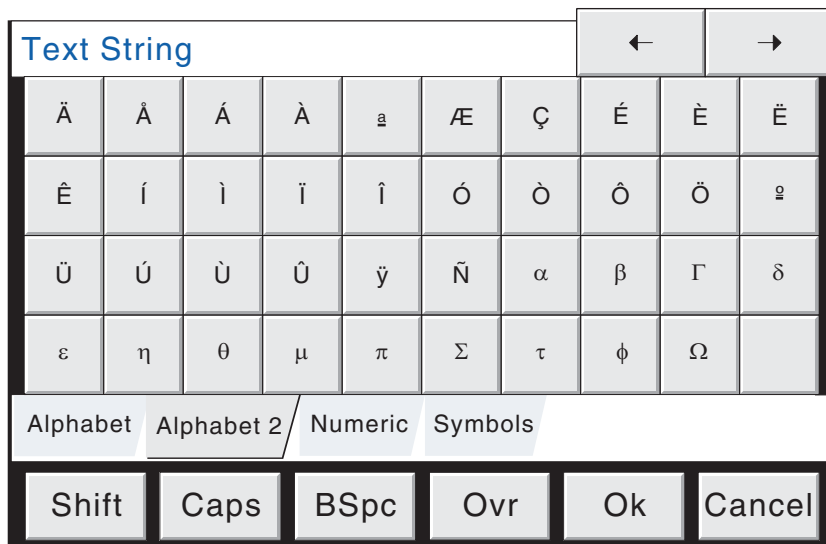 Text String ← →
Ä Å Á À ª Æ Ç É È Ë
Ê Í Ì Ï Î Ó Ò Ô Ö º
Ü Ú Ù Û ÿ Ñ α β Γ δ
ε η θ μ π Σ τ ϕ Ω
Alphabet Alphabet 2 Numeric Symbols
Shift Caps BSpc Ovr Ok Cancel